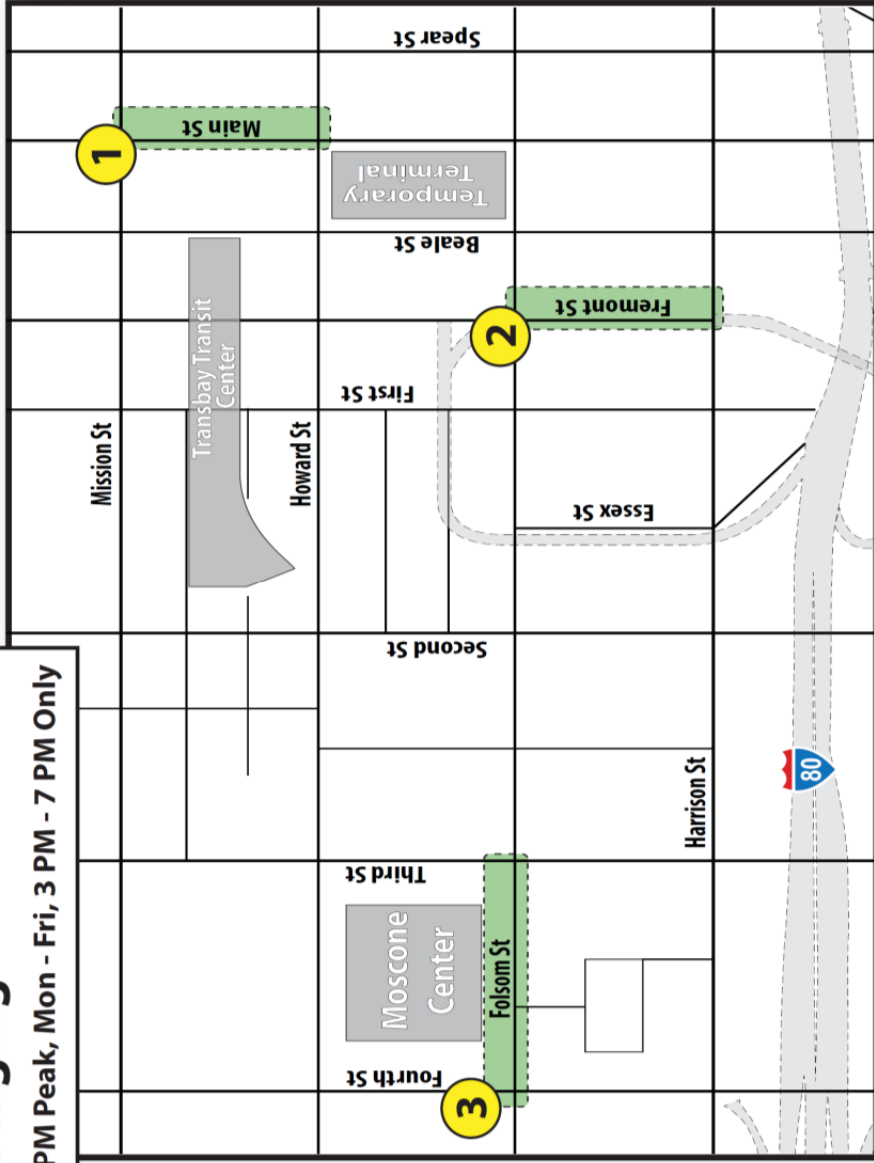 PM Peak, Mon - Fri, 3 PM - 7 PM Only
Mission St
Transbay Transit
Center
Howard St
Moscone
Center
3
Folsom St
2
Harrison St
80
1
Fourth St
Third St
Second St
Essex St
First St
Fremont St
Beale St
Temporary
Terminal
Main St
Spear St